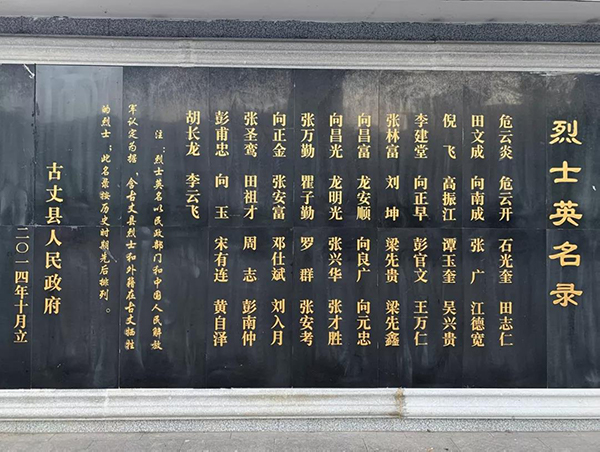 烈士英名录
危云炎 危云开 石光奎 田志仁
田文成 向南成 张广 江德宽
倪飞 高振江 谭玉奎 吴兴贵
李建堂 向正早 彭官文 王万仁
张林富 刘坤 梁先贵 梁先鑫
向昌富 龙安顺 向良广 向元忠
向昌光 龙明光 张兴华 张才胜
张万勤 瞿子勤 罗群 张安考
向正金 张安富 邓仕斌 刘入月
张圣鸾 田祖才 周志 彭南仲
彭甫忠 向玉 宋有连 黄自泽
胡长龙 李云飞
注：烈士英名以民政部门和中国人民解放
军认定为据，含古丈县烈士和外籍在古丈牺牲
的烈士；此名录按历史时期先后排列。
古丈县人民政府
二〇一四年十月立